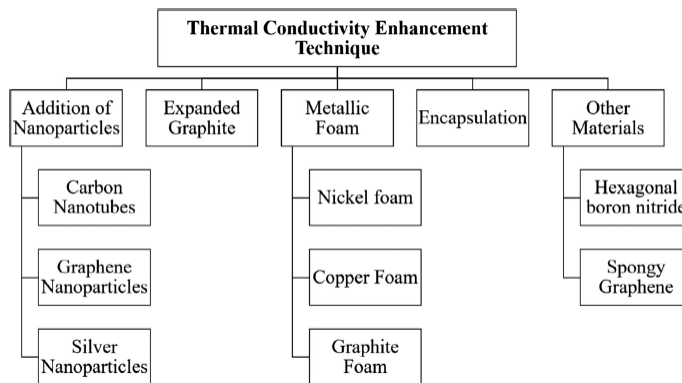 Thermal Conductivity Enhancement
Technique
Addition of
Nanoparticles
Expanded
Graphite
Metallic
Foam
Encapsulation
Other
Materials
Carbon
Nanotubes
Nickel foam
Hexagonal
boron nitride
Graphene
Nanoparticles
Copper Foam
Spongy
Graphene
Silver
Nanoparticles
Graphite
Foam